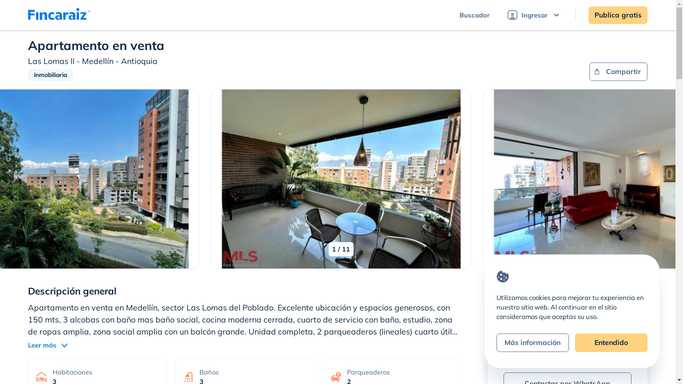 Fincaraiz
Buscador
Ingresar
Publica gratis
Apartamento en venta
Las Lomas II - Medellín - Antioquia
Inmobiliaria
Compartir
MLS
1 / 11
MLS
Descripción general
Apartamento en venta en Medellín, sector Las Lomas del Poblado. Excelente ubicación y espacios generosos, con
150 mts, 3 alcobas con baño mas baño social, cocina moderna cerrada, cuarto de servicio con baño, estudio, zona
de ropas amplia, zona social amplia con un balcón grande. Unidad completa, 2 parqueaderos (lineales) cuarto útil...
Leer más
Habitaciones
3
Baños
3
Parqueaderos
2
Utilizamos cookies para mejorar tu experiencia en
nuestro sitio web. Al continuar en el sitio
consideramos que aceptas su uso.
Más información
Entendido
Contactar por WhatsApp